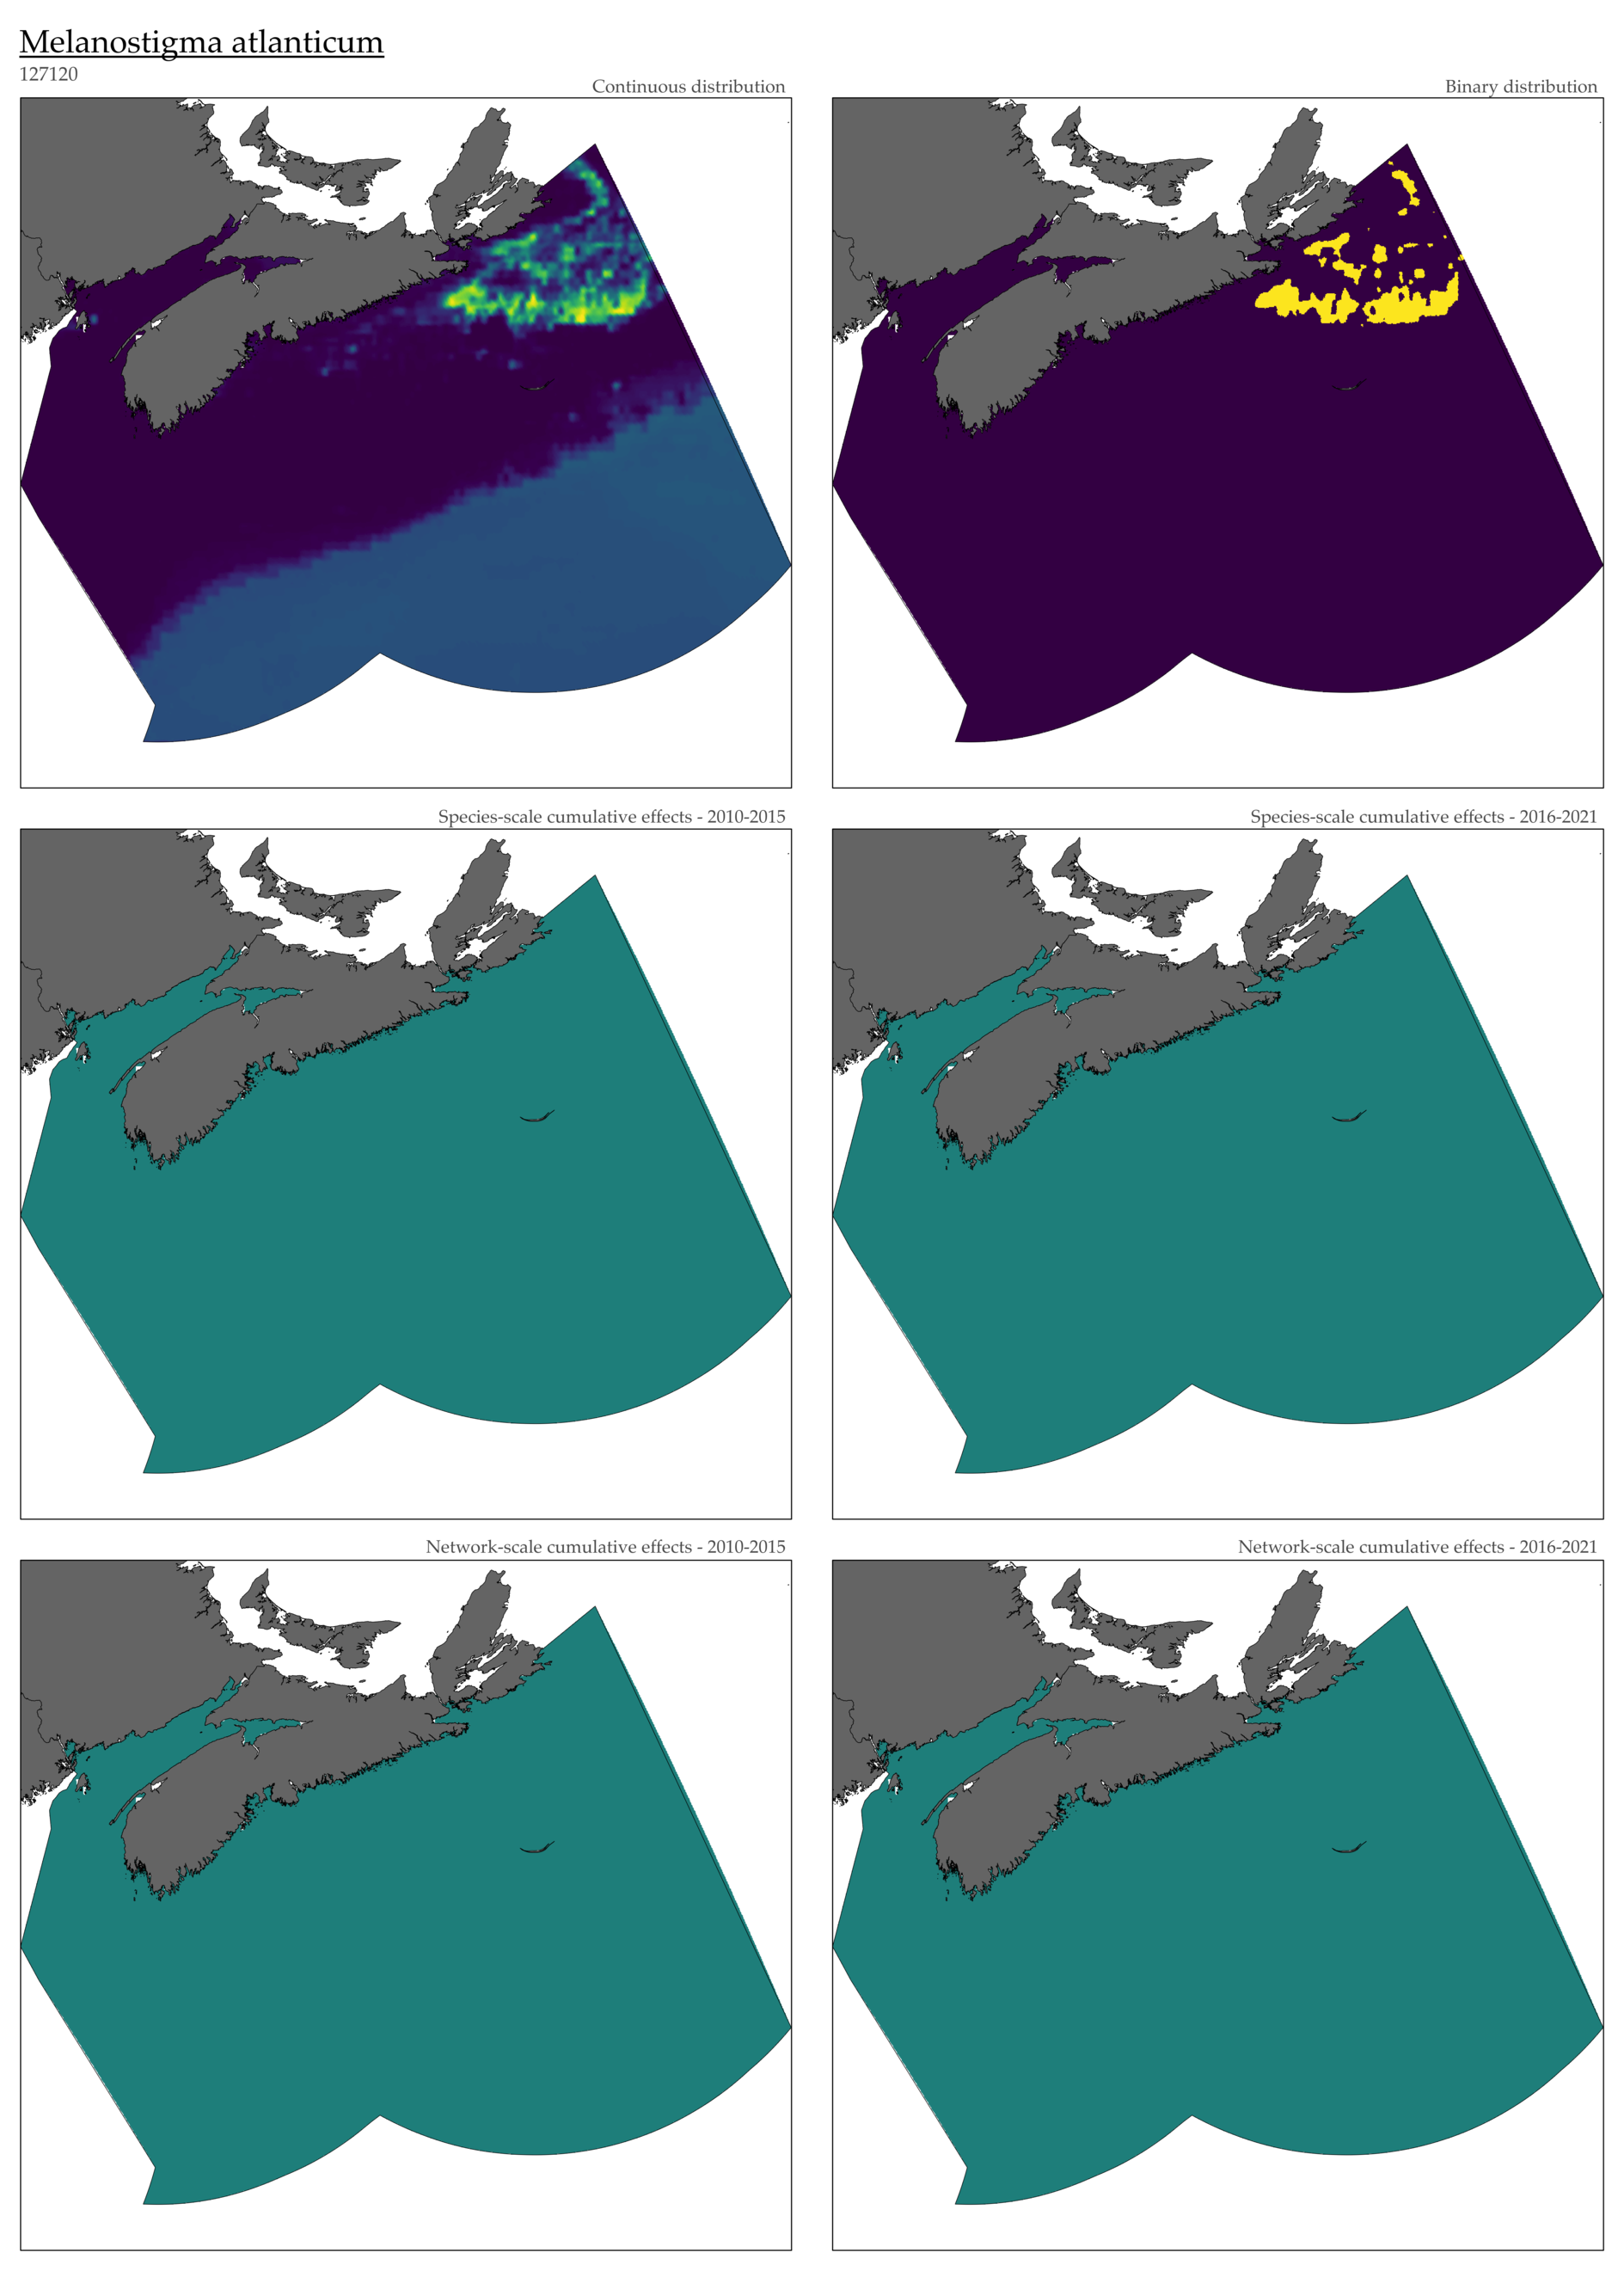 Melanostigma atlanticum
127120
Continuous distribution
Binary distribution
Species-scale cumulative effects - 2010-2015
Species-scale cumulative effects - 2016-2021
Network-scale cumulative effects - 2010-2015
Network-scale cumulative effects - 2016-2021